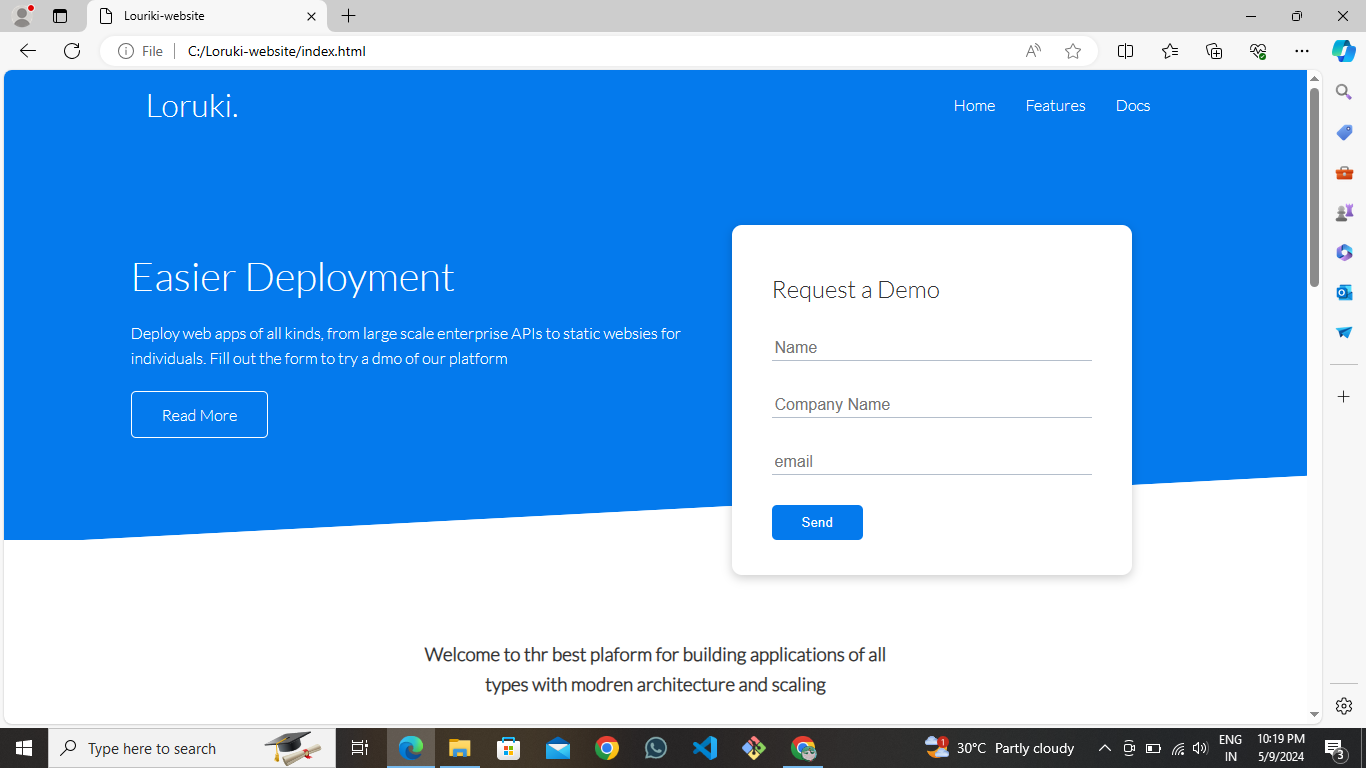 Louriki-website
File
C:/Loruki-website/index.html
Loruki.
Home Features Docs
Easier Deployment
Deploy web apps of all kinds, from large scale enterprise APIs to static websies for
individuals. Fill out the form to try a dmo of our platform
Read More
Request a Demo
Name
Company Name
email
Send
Welcome to thr best plaform for building applications of all
types with modren architecture and scaling
Type here to search
1
30°C Partly cloudy
ENG
IN
10:19 PM
5/9/2024
3